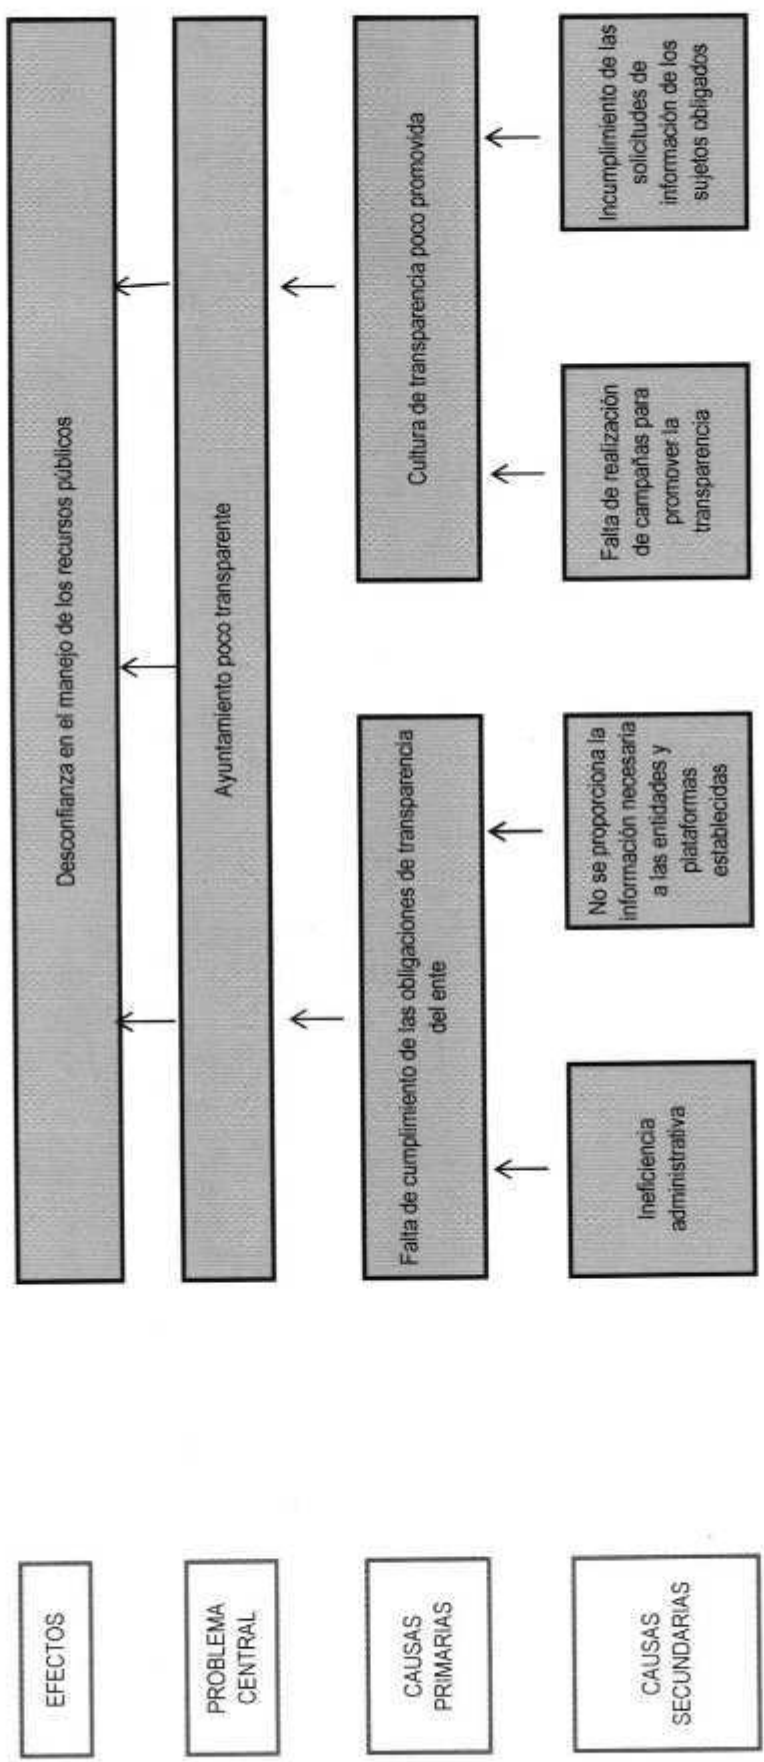 EFECTOS
Desconfianza en el manejo de los recursos públicos
PROBLEMA
CENTRAL
Ayuntamiento poco transparente
CAUSAS
PRIMARIAS
Falta de cumplimiento de las obligaciones de transparencia
del ente
Cultura de transparencia poco promovida
CAUSAS
SECUNDARIAS
Ineficiencia
administrativa
No se proporciona la
información necesaria
a las entidades y
plataformas
establecidas
Falta de realización
de campañas para
promover la
transparencia
Incumplimiento de las
solicitudes de
información de los
sujetos obligados